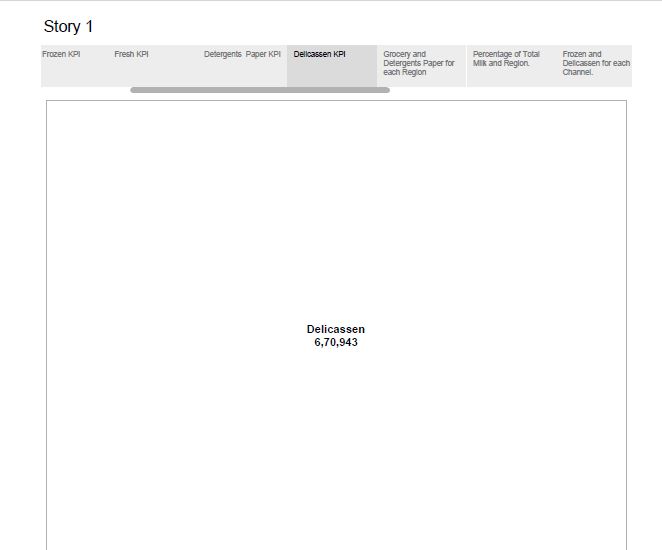 Story 1
Frozen KPI
Fresh KPI
Detergents Paper KPI
Delicassen KPI
Grocery and
Detergents Paper for
each Region
Percentage of Total
Milk and Region.
Frozen and
Delicassen for each
Channel.
Delicassen
6,70,943